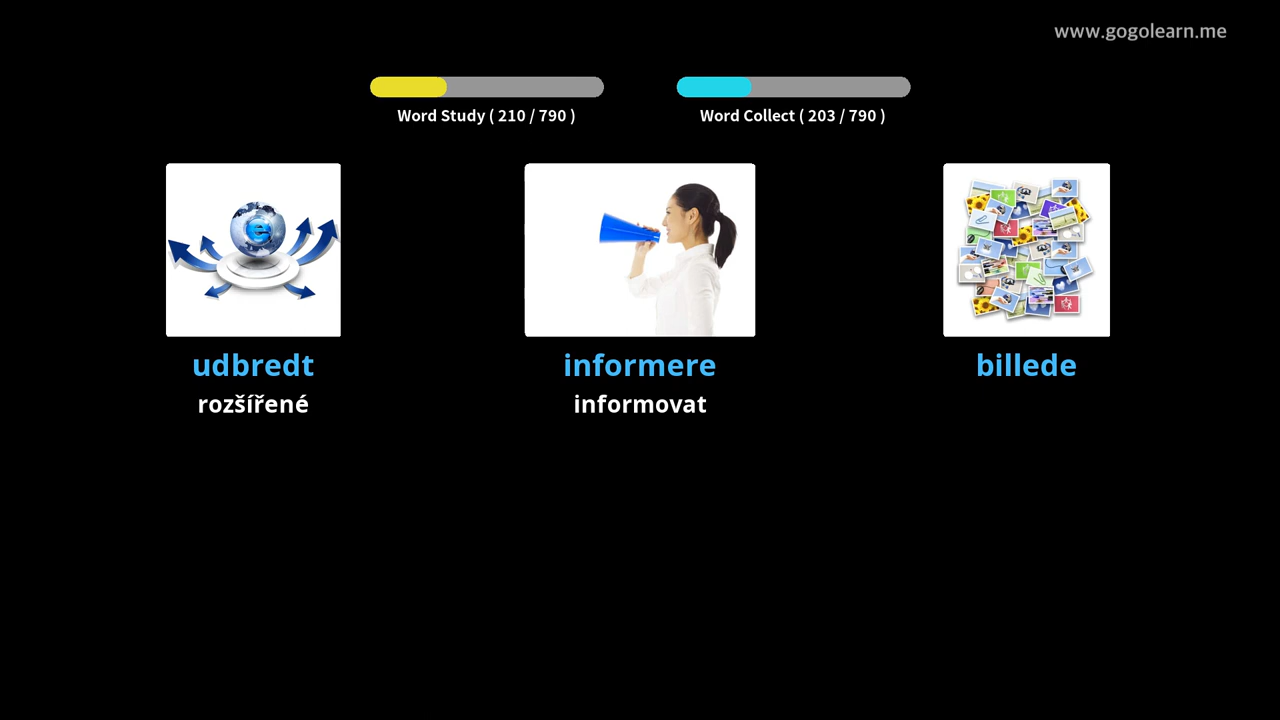 www.gogolearn.me
Word Study ( 210 / 790 )
Word Collect ( 203 / 790 )
udbredt
rozšířené
informere
informovat
billede